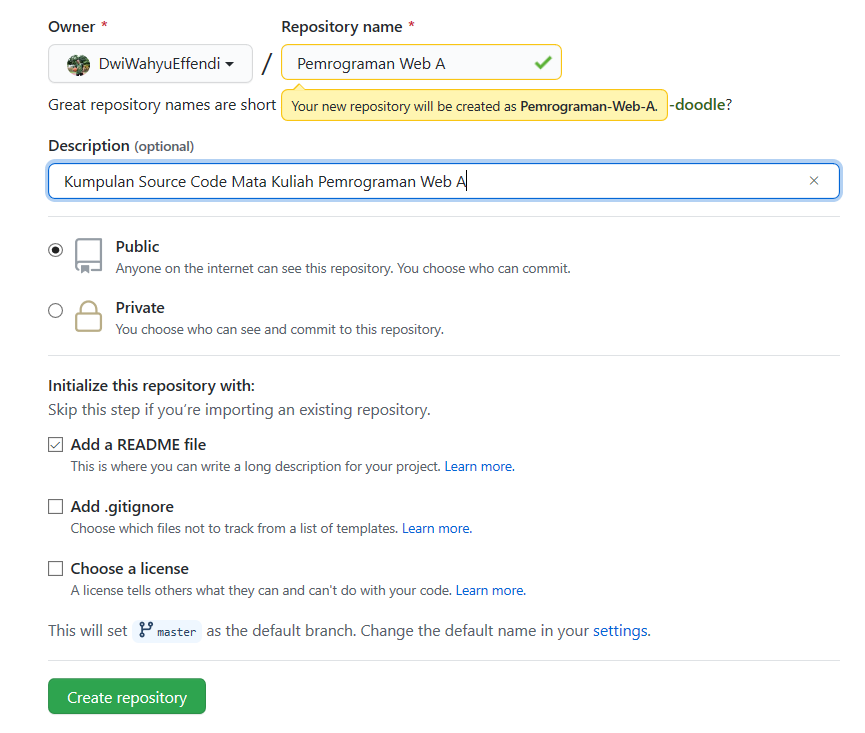 Owner * Repository name *
DwiWahyuEffendi / Pemrograman Web A
Great repository names are short
Your new repository will be created as Pemrograman-Web-A.
-doodle?
Description (optional)
Kumpulan Source Code Mata Kuliah Pemrograman Web A
Public
Anyone on the internet can see this repository. You choose who can commit.
Private
You choose who can see and commit to this repository.
Initialize this repository with:
Skip this step if you’re importing an existing repository.
Add a README file
This is where you can write a long description for your project. Learn more.
Add .gitignore
Choose which files not to track from a list of templates. Learn more.
Choose a license
A license tells others what they can and can't do with your code. Learn more.
This will set master as the default branch. Change the default name in your settings.
Create repository